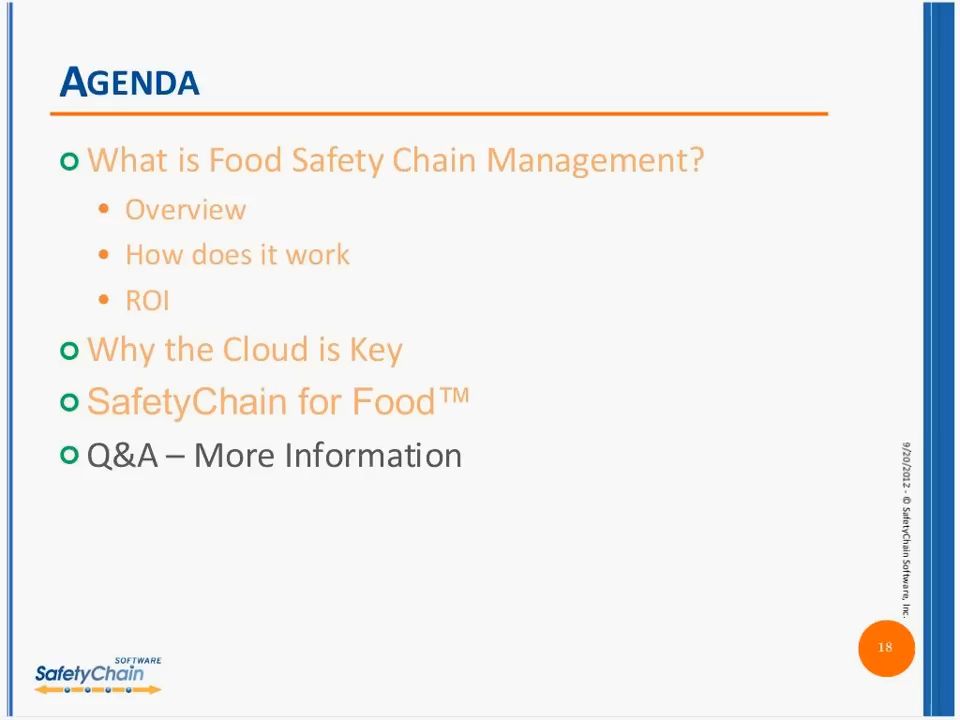 AGENDA
What is Food Safety Chain Management?
Overview
How does it work
ROI
Why the Cloud is Key
SafetyChain for Food™
Q&A – More Information
9/20/2012 - © SafetyChain Software, Inc.
18
SOFTWARE
SafetyChain